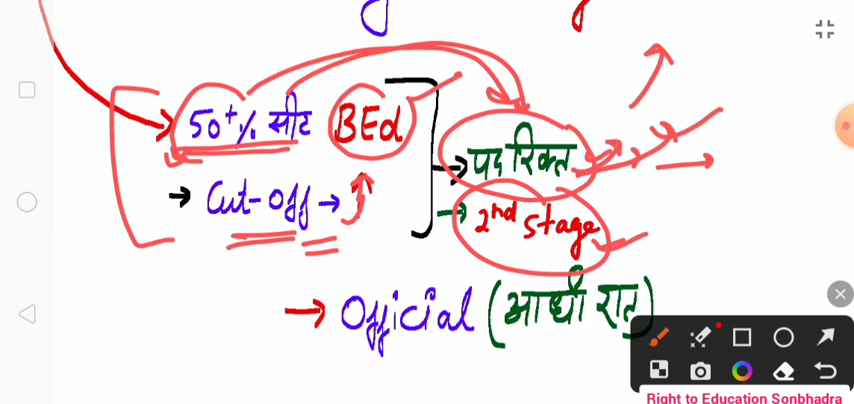 50+% सीट BEd
→ पद रिक्त
→ Cut-off →
→ 2nd stage
→ Official (आधी रात)
Right to Education Sonbhadra